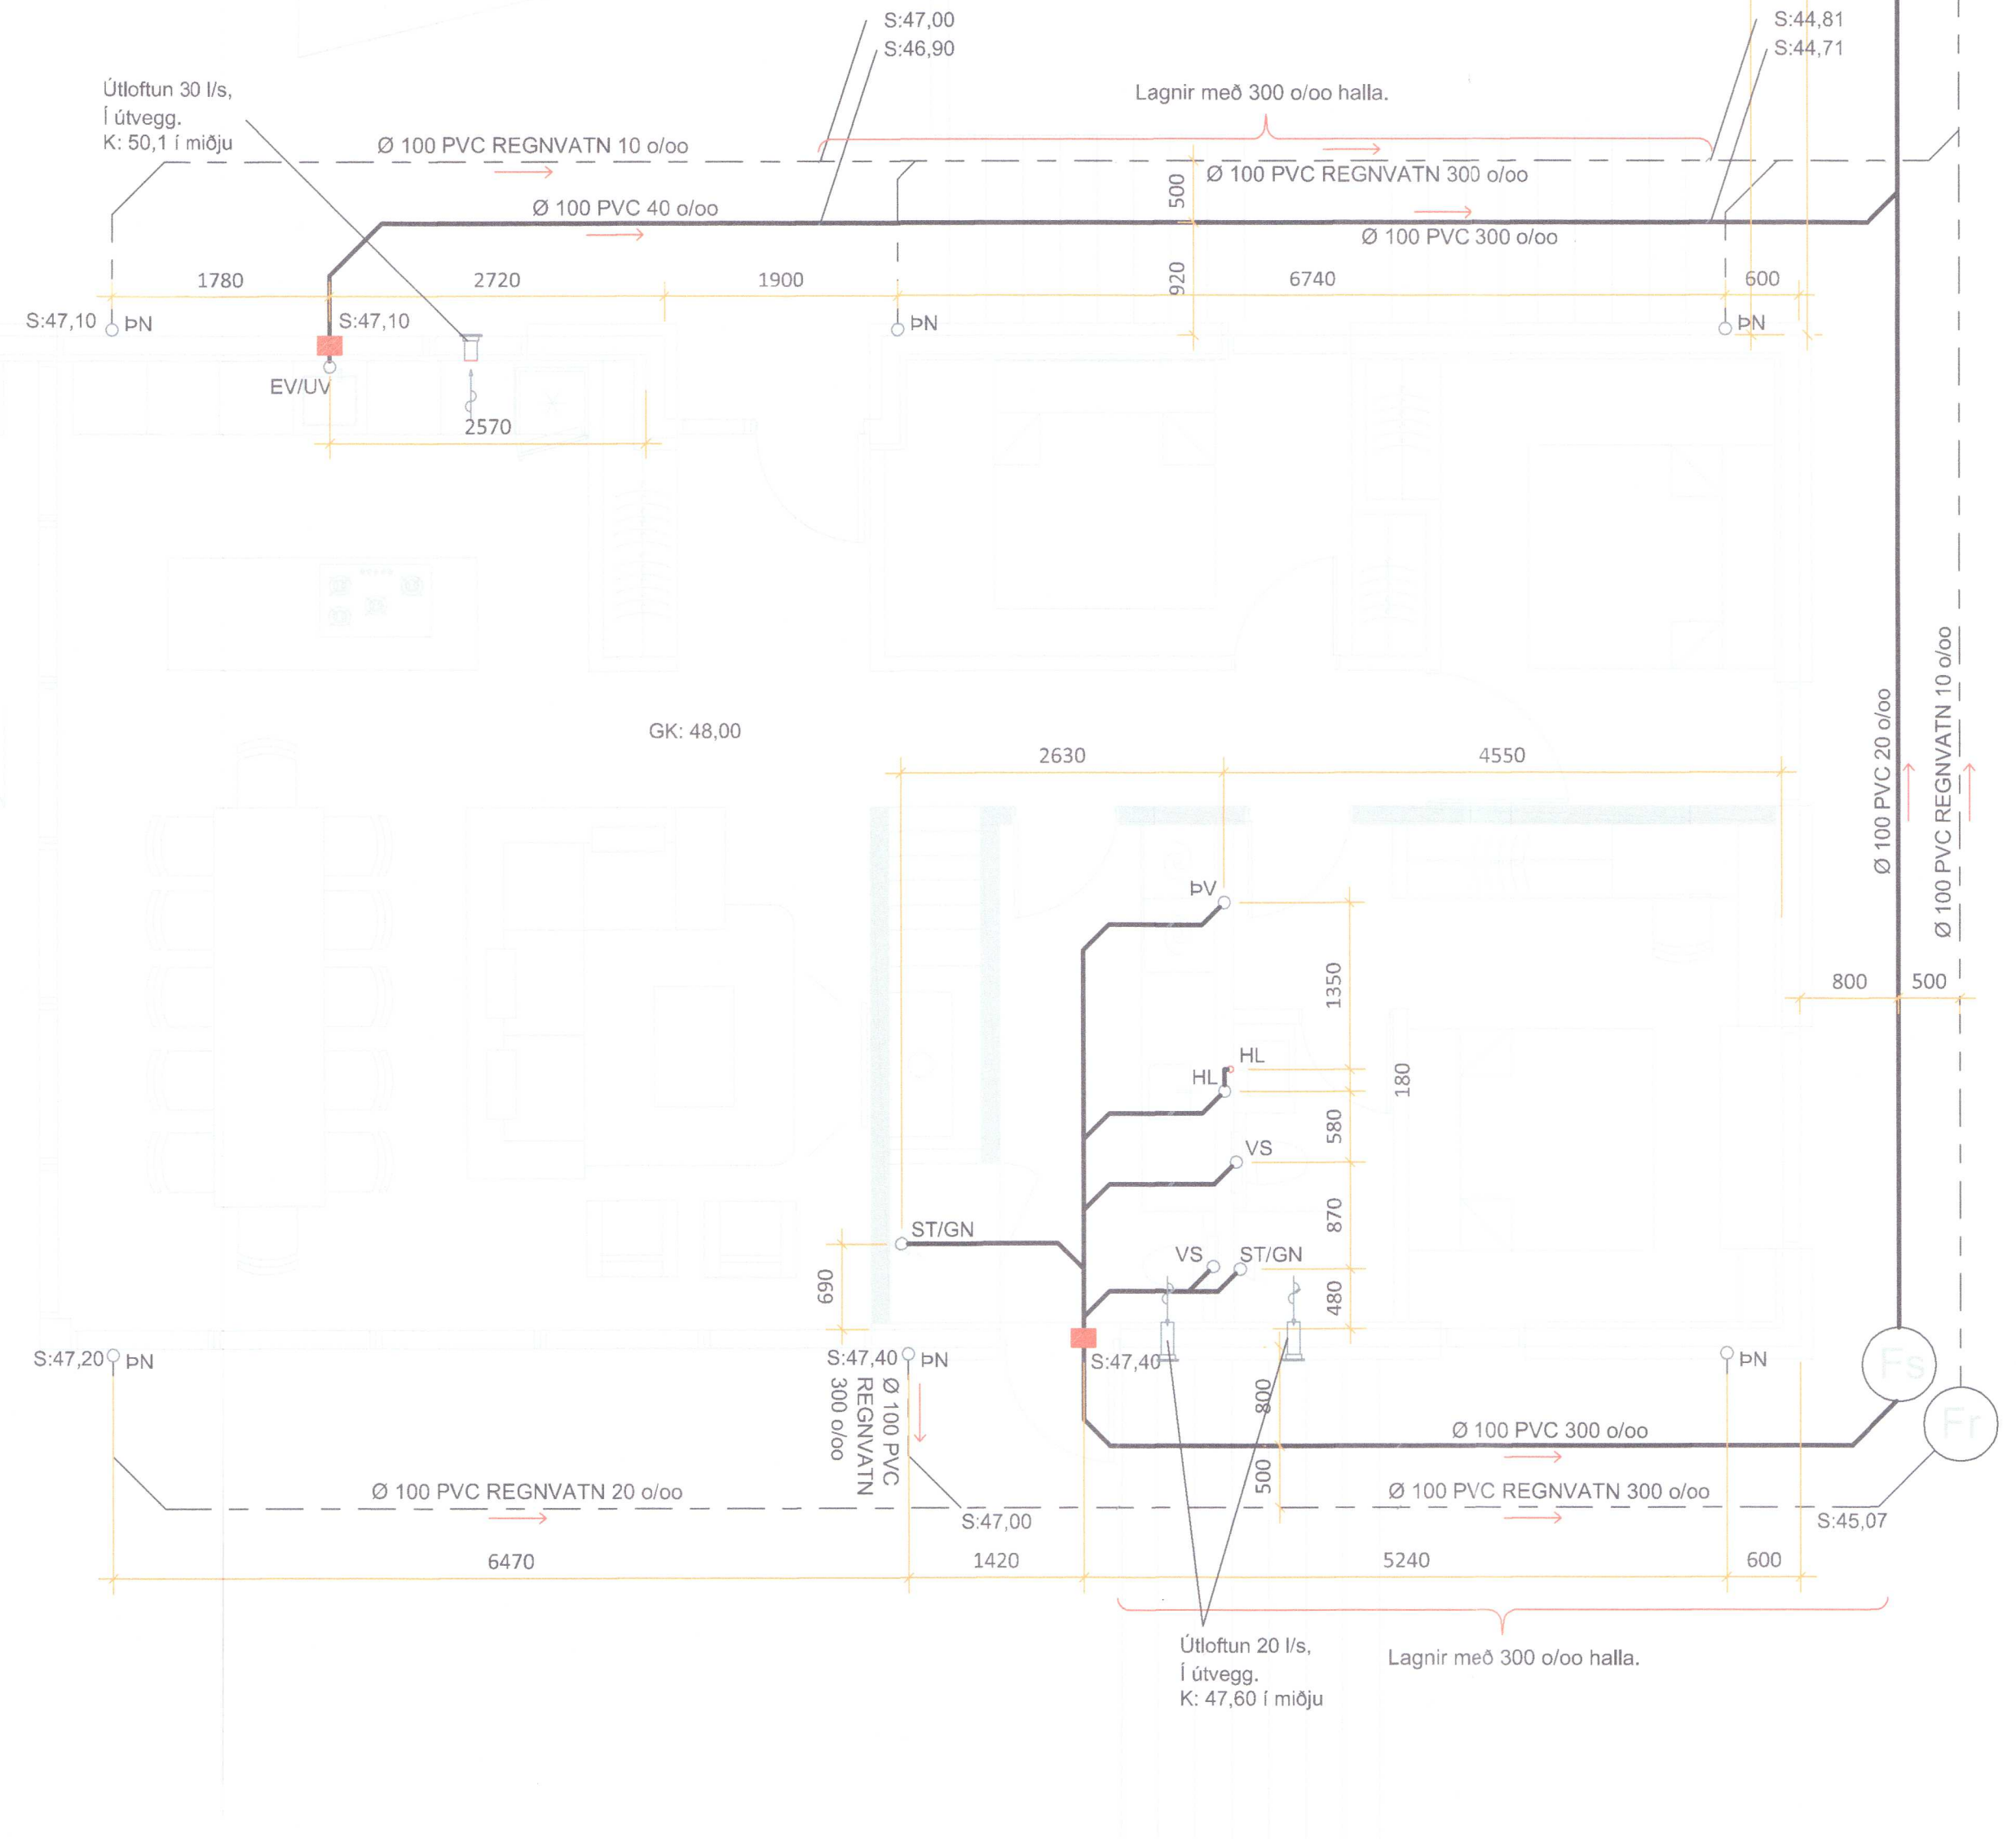 S:47,00
S:46,90
S:44,81
S:44,71
Útloftun 30 l/s,
Í útvegg.
K: 50,1 í miðju
Lagnir með 300 o/oo halla.
Ø 100 PVC REGNVATN 10 o/oo
Ø 100 PVC REGNVATN 300 o/oo
500
Ø 100 PVC 40 o/oo
Ø 100 PVC 300 o/oo
1780
2720
1900
920
6740
600
S:47,10
ÞN
S:47,10
ÞN
ÞN
EV/UV
2570
GK: 48,00
2630
4550
Ø 100 PVC 20 o/oo
Ø 100 PVC REGNVATN 10 o/oo
ÞV
1350
800
500
HL
HL
180
580
VS
870
ST/GN
VS
ST/GN
690
480
S:47,20
ÞN
S:47,40
ÞN
S:47,40
ÞN
Fs
Ø 100 PVC
REGNVATN
300 o/oo
800
Fr
Ø 100 PVC 300 o/oo
500
Ø 100 PVC REGNVATN 20 o/oo
Ø 100 PVC REGNVATN 300 o/oo
S:47,00
S:45,07
6470
1420
5240
600
Útloftun 20 l/s,
Í útvegg.
K: 47,60 í miðju
Lagnir með 300 o/oo halla.